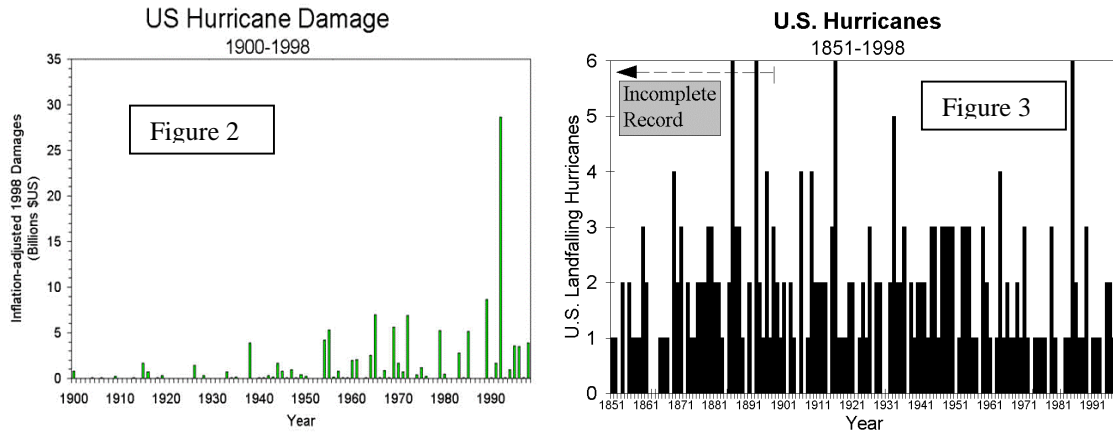 US Hurricane Damage
1900-1998
Figure 2
Inflation-adjusted 1998 Damages
(Billions $US)
35
30
25
20
15
10
5
0
1900 1910 1920 1930 1940 1950 1960 1970 1980 1990
Year
U.S. Hurricanes
1851-1998
Incomplete
Record
Figure 3
U.S. Landfalling Hurricanes
6
5
4
3
2
1
0
1851 1861 1871 1881 1891 1901 1911 1921 1931 1941 1951 1961 1971 1981 1991
Year